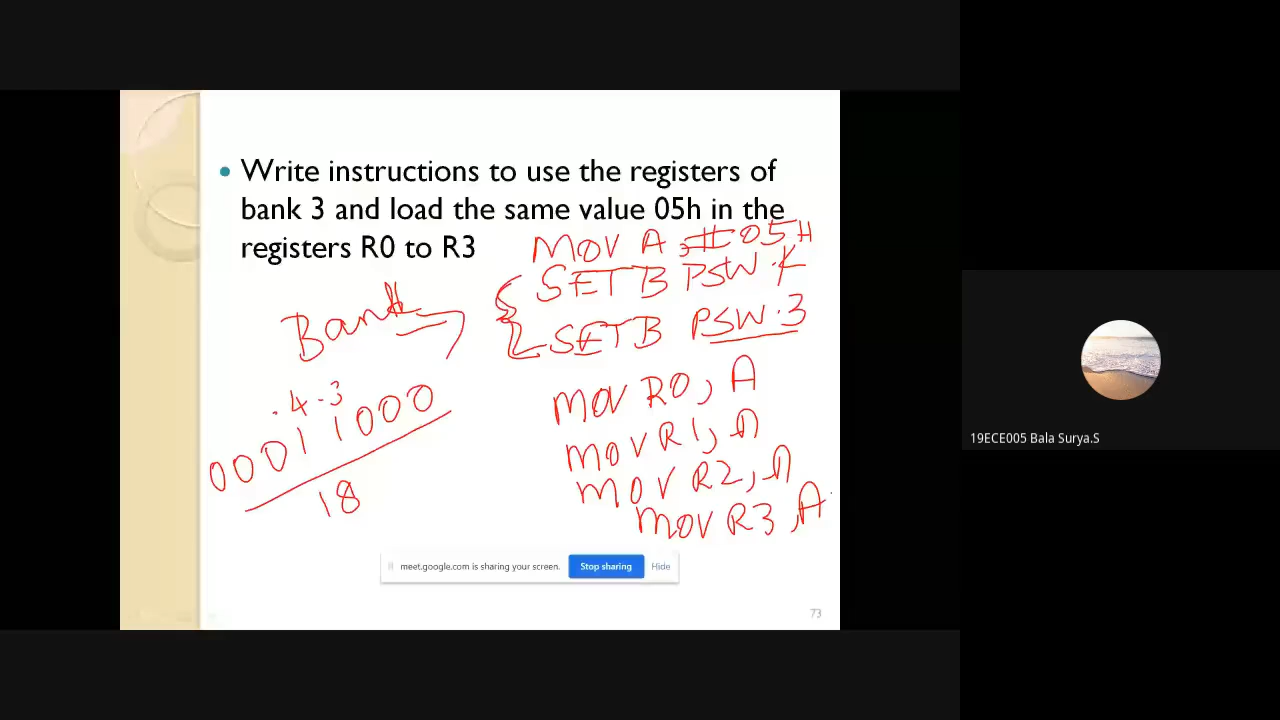 • Write instructions to use the registers of
bank 3 and load the same value 05h in the
registers R0 to R3
MOV A, #05H
SETB PSW.4
SETB PSW.3
Bank
MOV R0, A
MOV R1, A
MOV R2, A
MOV R3, A
.4.3
00011000
18
meet.google.com is sharing your screen. Stop sharing Hide
73
19ECE005 Bala Surya.S